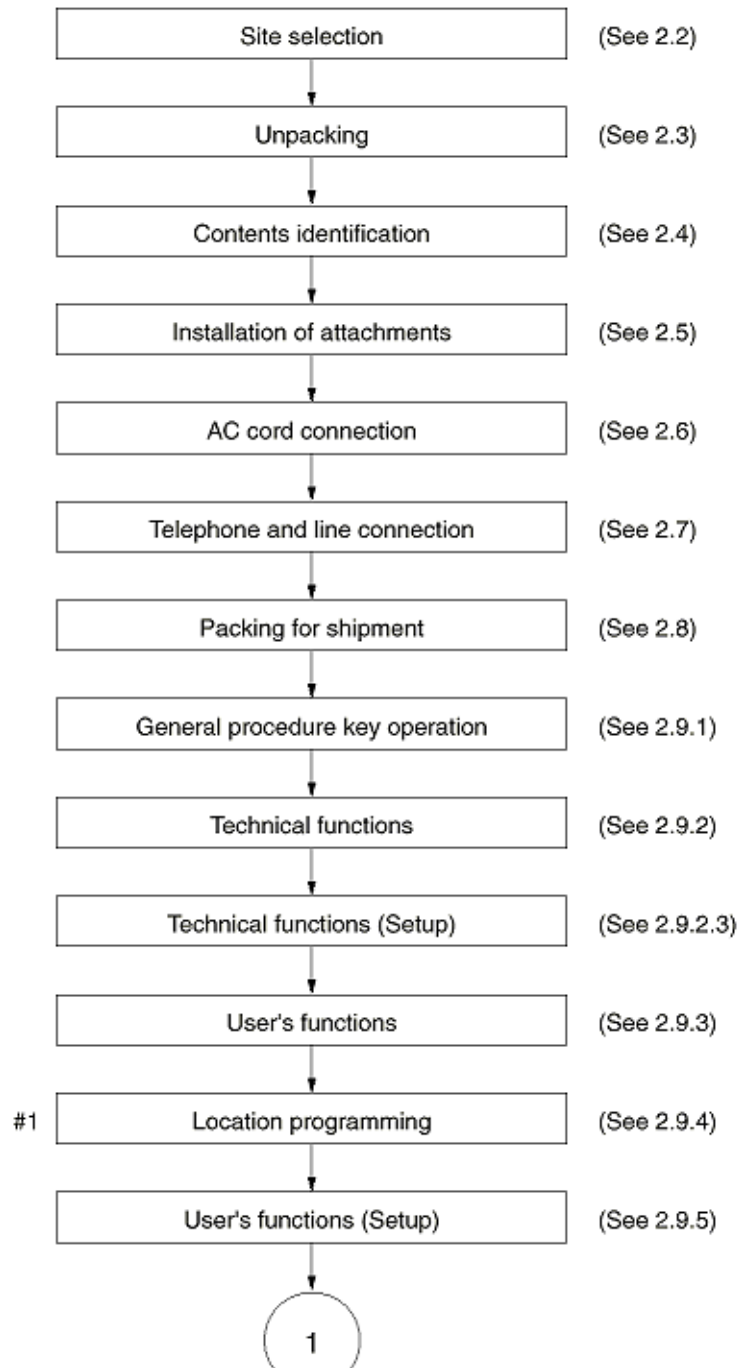 Site selection (See 2.2)
Unpacking (See 2.3)
Contents identification (See 2.4)
Installation of attachments (See 2.5)
AC cord connection (See 2.6)
Telephone and line connection (See 2.7)
Packing for shipment (See 2.8)
General procedure key operation (See 2.9.1)
Technical functions (See 2.9.2)
Technical functions (Setup) (See 2.9.2.3)
User's functions (See 2.9.3)
#1 Location programming (See 2.9.4)
User's functions (Setup) (See 2.9.5)
1